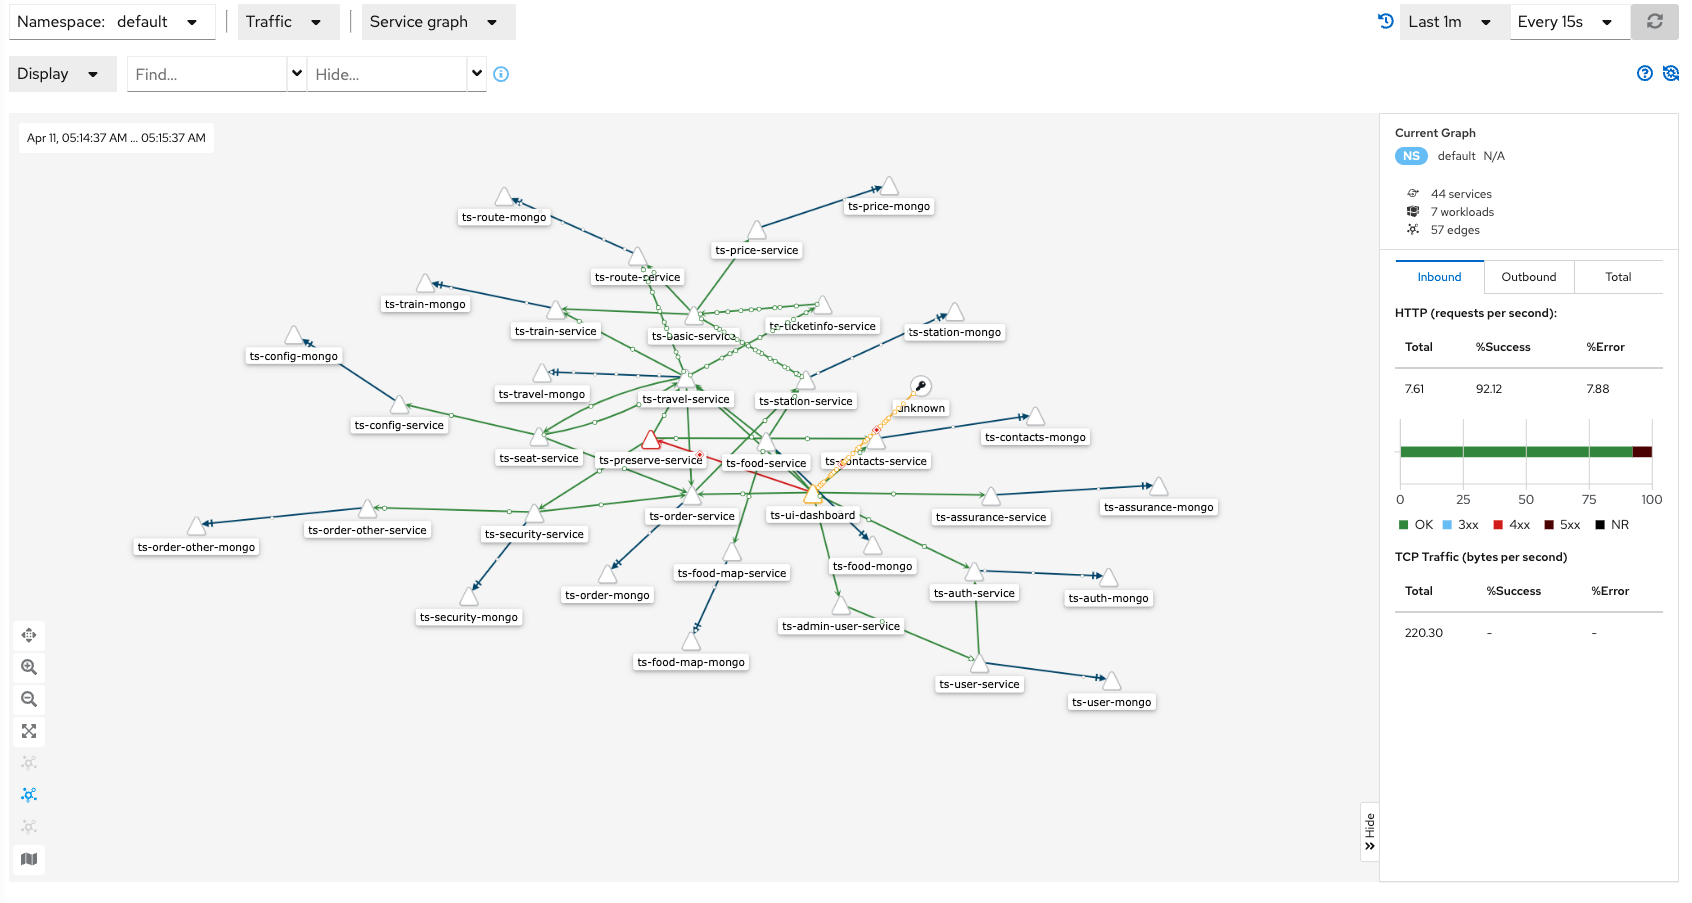 Namespace: default
Traffic
Service graph
Last 1m
Every 15s
Display
Find...
Hide...
Apr 11, 05:14:37 AM ... 05:15:37 AM
ts-route-mongo
ts-price-mongo
ts-price-service
ts-route-service
ts-train-mongo
ts-train-service
ts-basic-service
ts-ticketinfo-service
ts-station-mongo
ts-config-mongo
ts-travel-mongo
ts-travel-service
ts-station-service
unknown
ts-config-service
ts-contacts-mongo
ts-seat-service
ts-preserve-service
ts-food-service
ts-contacts-service
ts-order-service
ts-ui-dashboard
ts-assurance-service
ts-assurance-mongo
ts-order-other-service
ts-security-service
ts-order-other-mongo
ts-food-map-service
ts-food-mongo
ts-order-mongo
ts-auth-service
ts-auth-mongo
ts-security-mongo
ts-admin-user-service
ts-food-map-mongo
ts-user-service
ts-user-mongo
Hide
Current Graph
NS default N/A
44 services
7 workloads
57 edges
Inbound Outbound Total
HTTP (requests per second):
Total %Success %Error
7.61 92.12 7.88
0 25 50 75 100
OK 3xx 4xx 5xx NR
TCP Traffic (bytes per second)
Total %Success %Error
220.30 - -